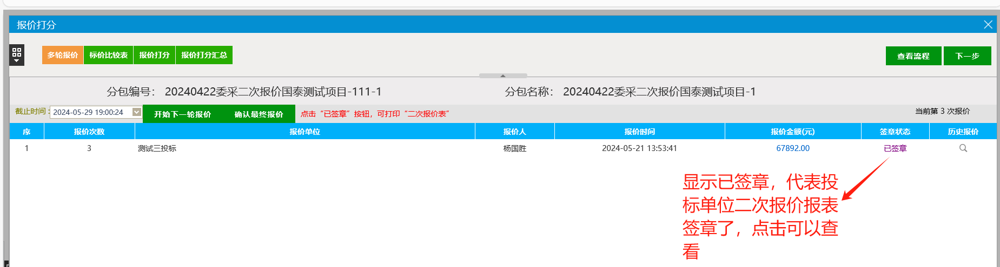 报价打分
多轮报价 标价比较表 报价打分 报价打分汇总 查看流程 下一步
分包编号： 20240422委采二次报价国泰测试项目-111-1 分包名称： 20240422委采二次报价国泰测试项目-1
截止时间： 2024-05-29 19:00:24 开始下一轮报价 确认最终报价 点击“已签章”按钮，可打印“二次报价表” 当前第 3 次报价
序 报价次数 报价单位 报价人 报价时间 报价金额(元) 签章状态 历史报价
1 3 测试三投标 杨国胜 2024-05-21 13:53:41 67892.00 已签章
显示已签章，代表投
标单位二次报价报表
签章了，点击可以查
看